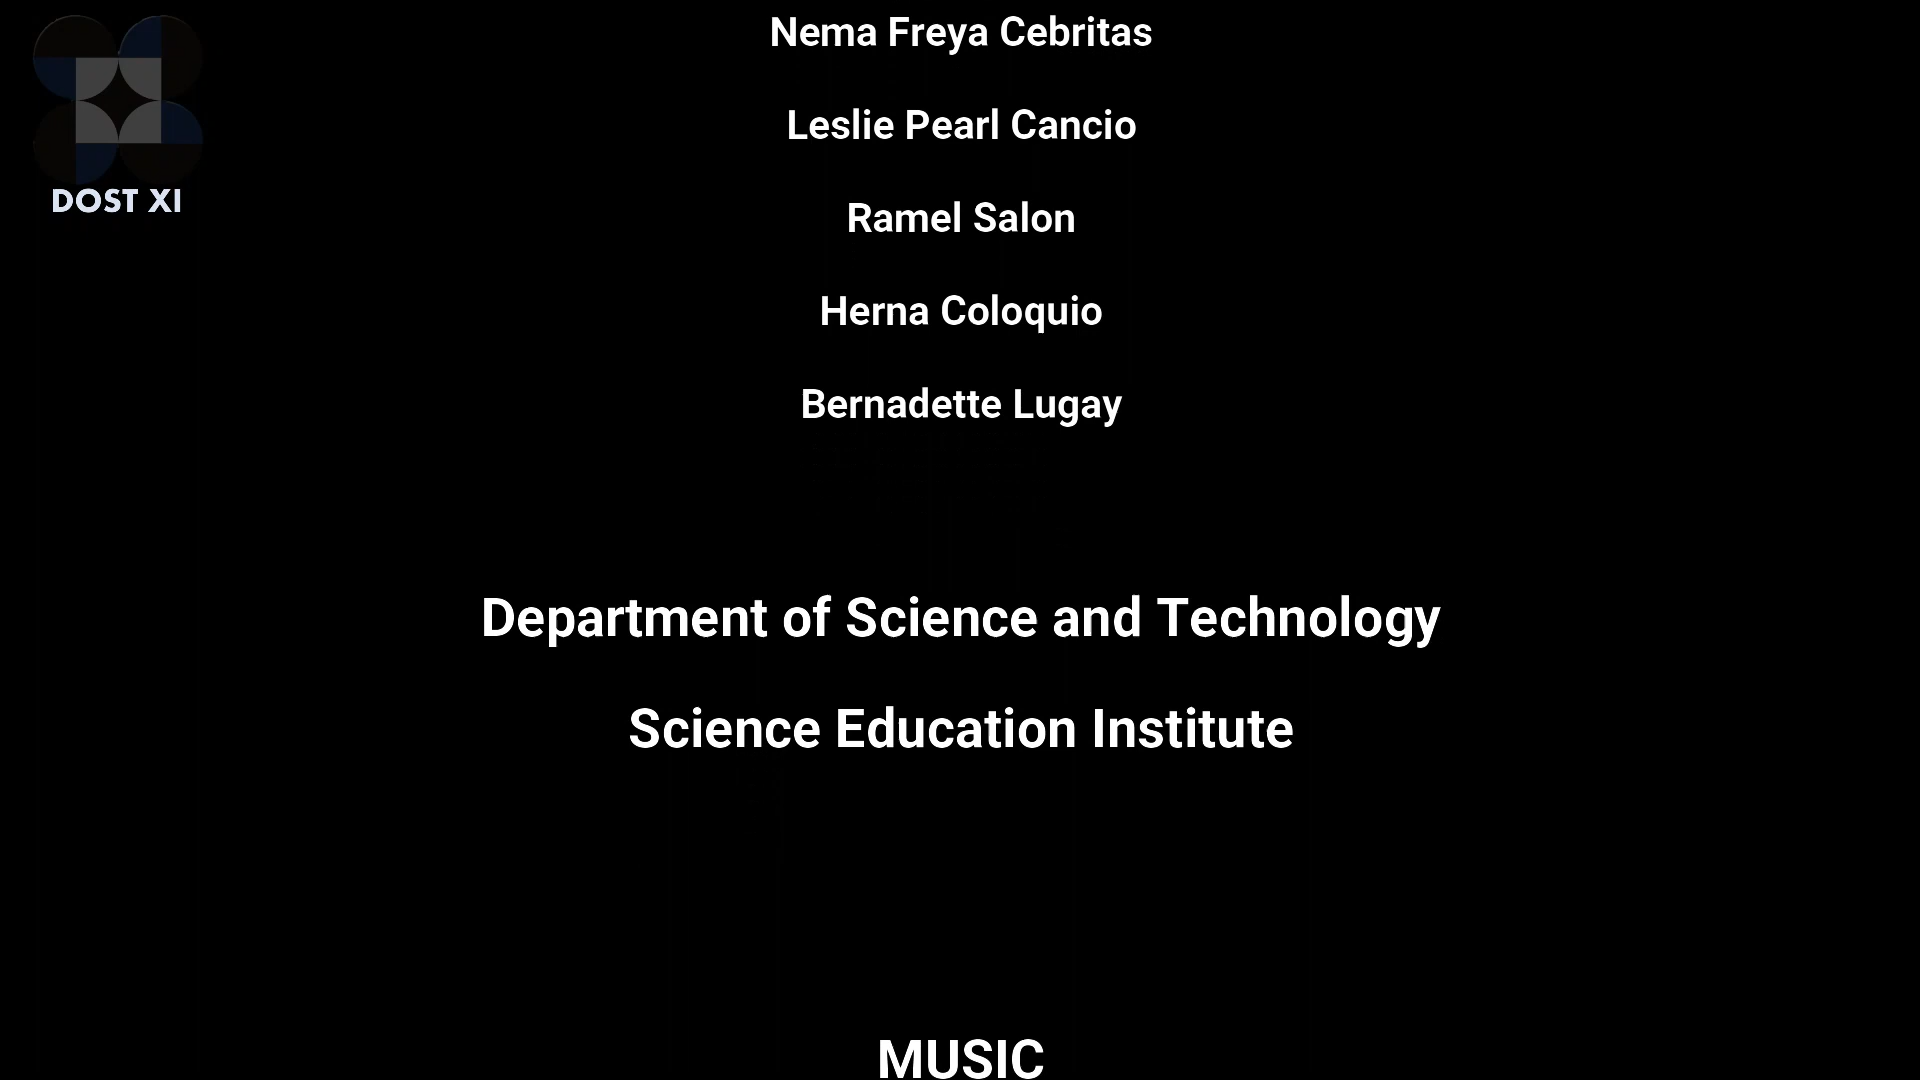 Nema Freya Cebritas
Leslie Pearl Cancio
DOST XI
Ramel Salon
Herna Coloquio
Bernadette Lugay
Department of Science and Technology
Science Education Institute
MUSIC